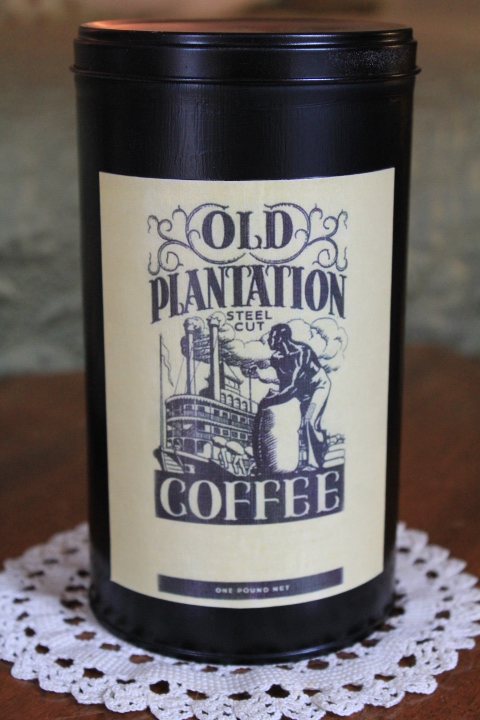 OLD
PLANTATION
STEEL
CUT
COFFEE
ONE POUND NET